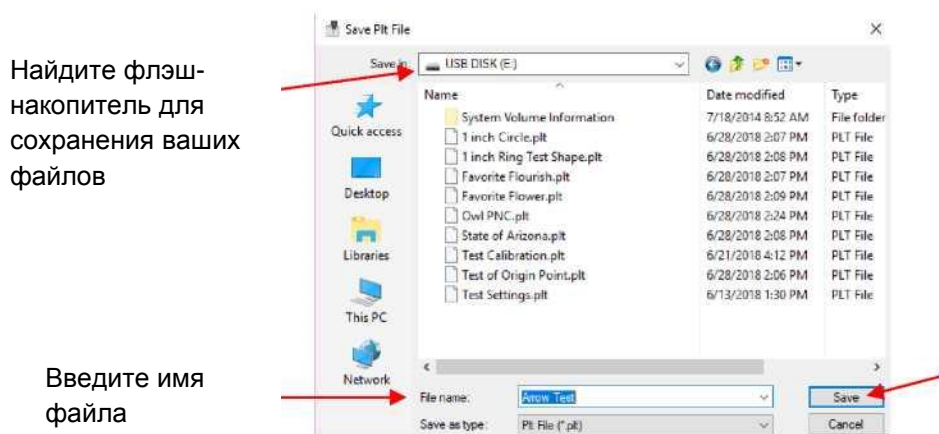 Save Plt File
Save in: USB DISK (E:)
Найдите флэш-
накопитель для
сохранения ваших
файлов
Name Date modified Type
System Volume Information 7/18/2014 8:52 AM File folder
1 inch Circle.plt 6/28/2018 2:07 PM PLT File
1 inch Ring Test Shape.plt 6/28/2018 2:08 PM PLT File
Favorite Flourish.plt 6/28/2018 2:07 PM PLT File
Favorite Flower.plt 6/28/2018 2:09 PM PLT File
Owl PNC.plt 6/28/2018 2:24 PM PLT File
State of Arizona.plt 6/28/2018 2:08 PM PLT File
Test Calibration.plt 6/21/2018 4:12 PM PLT File
Test of Origin Point.plt 6/28/2018 2:06 PM PLT File
Test Settings.plt 6/13/2018 1:30 PM PLT File
Quick access
Desktop
Libraries
This PC
Network
Введите имя
файла
File name: Arrow Test Save
Save as type: Plt File (*.plt) Cancel